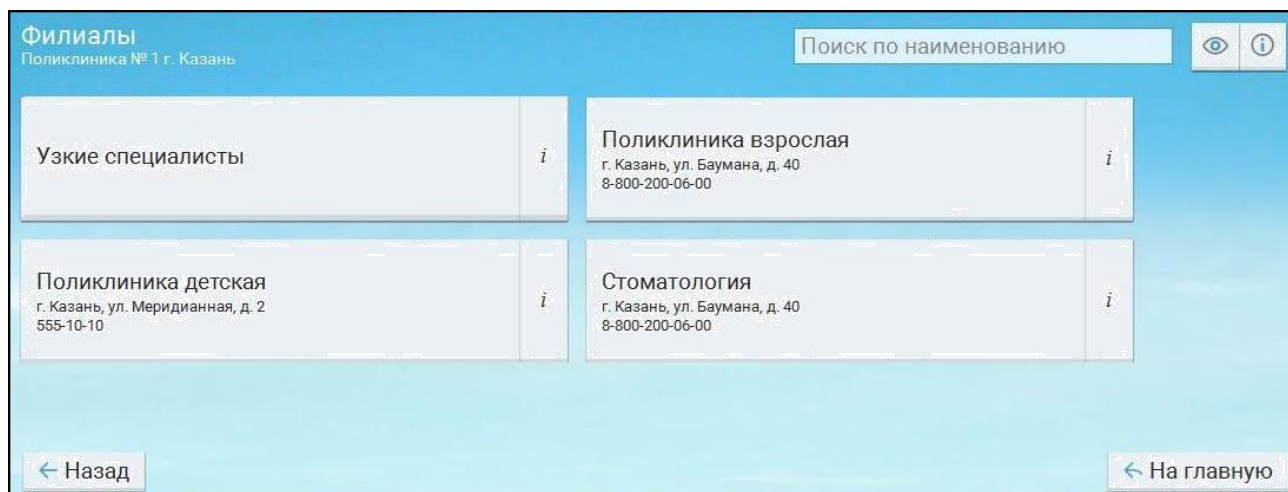 Филиалы
Поликлиника № 1 г. Казань
Поиск по наименованию
Узкие специалисты
i
Поликлиника взрослая
г. Казань, ул. Баумана, д. 40
8-800-200-06-00
i
Поликлиника детская
г. Казань, ул. Меридианная, д. 2
555-10-10
i
Стоматология
г. Казань, ул. Баумана, д. 40
8-800-200-06-00
i
Назад
На главную